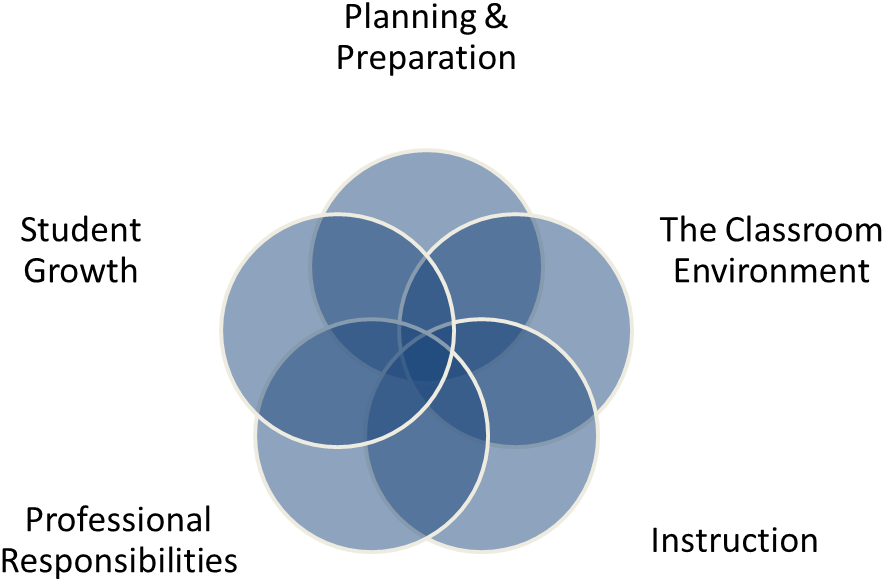 Planning &
Preparation
Student
Growth
The Classroom
Environment
Professional
Responsibilities
Instruction